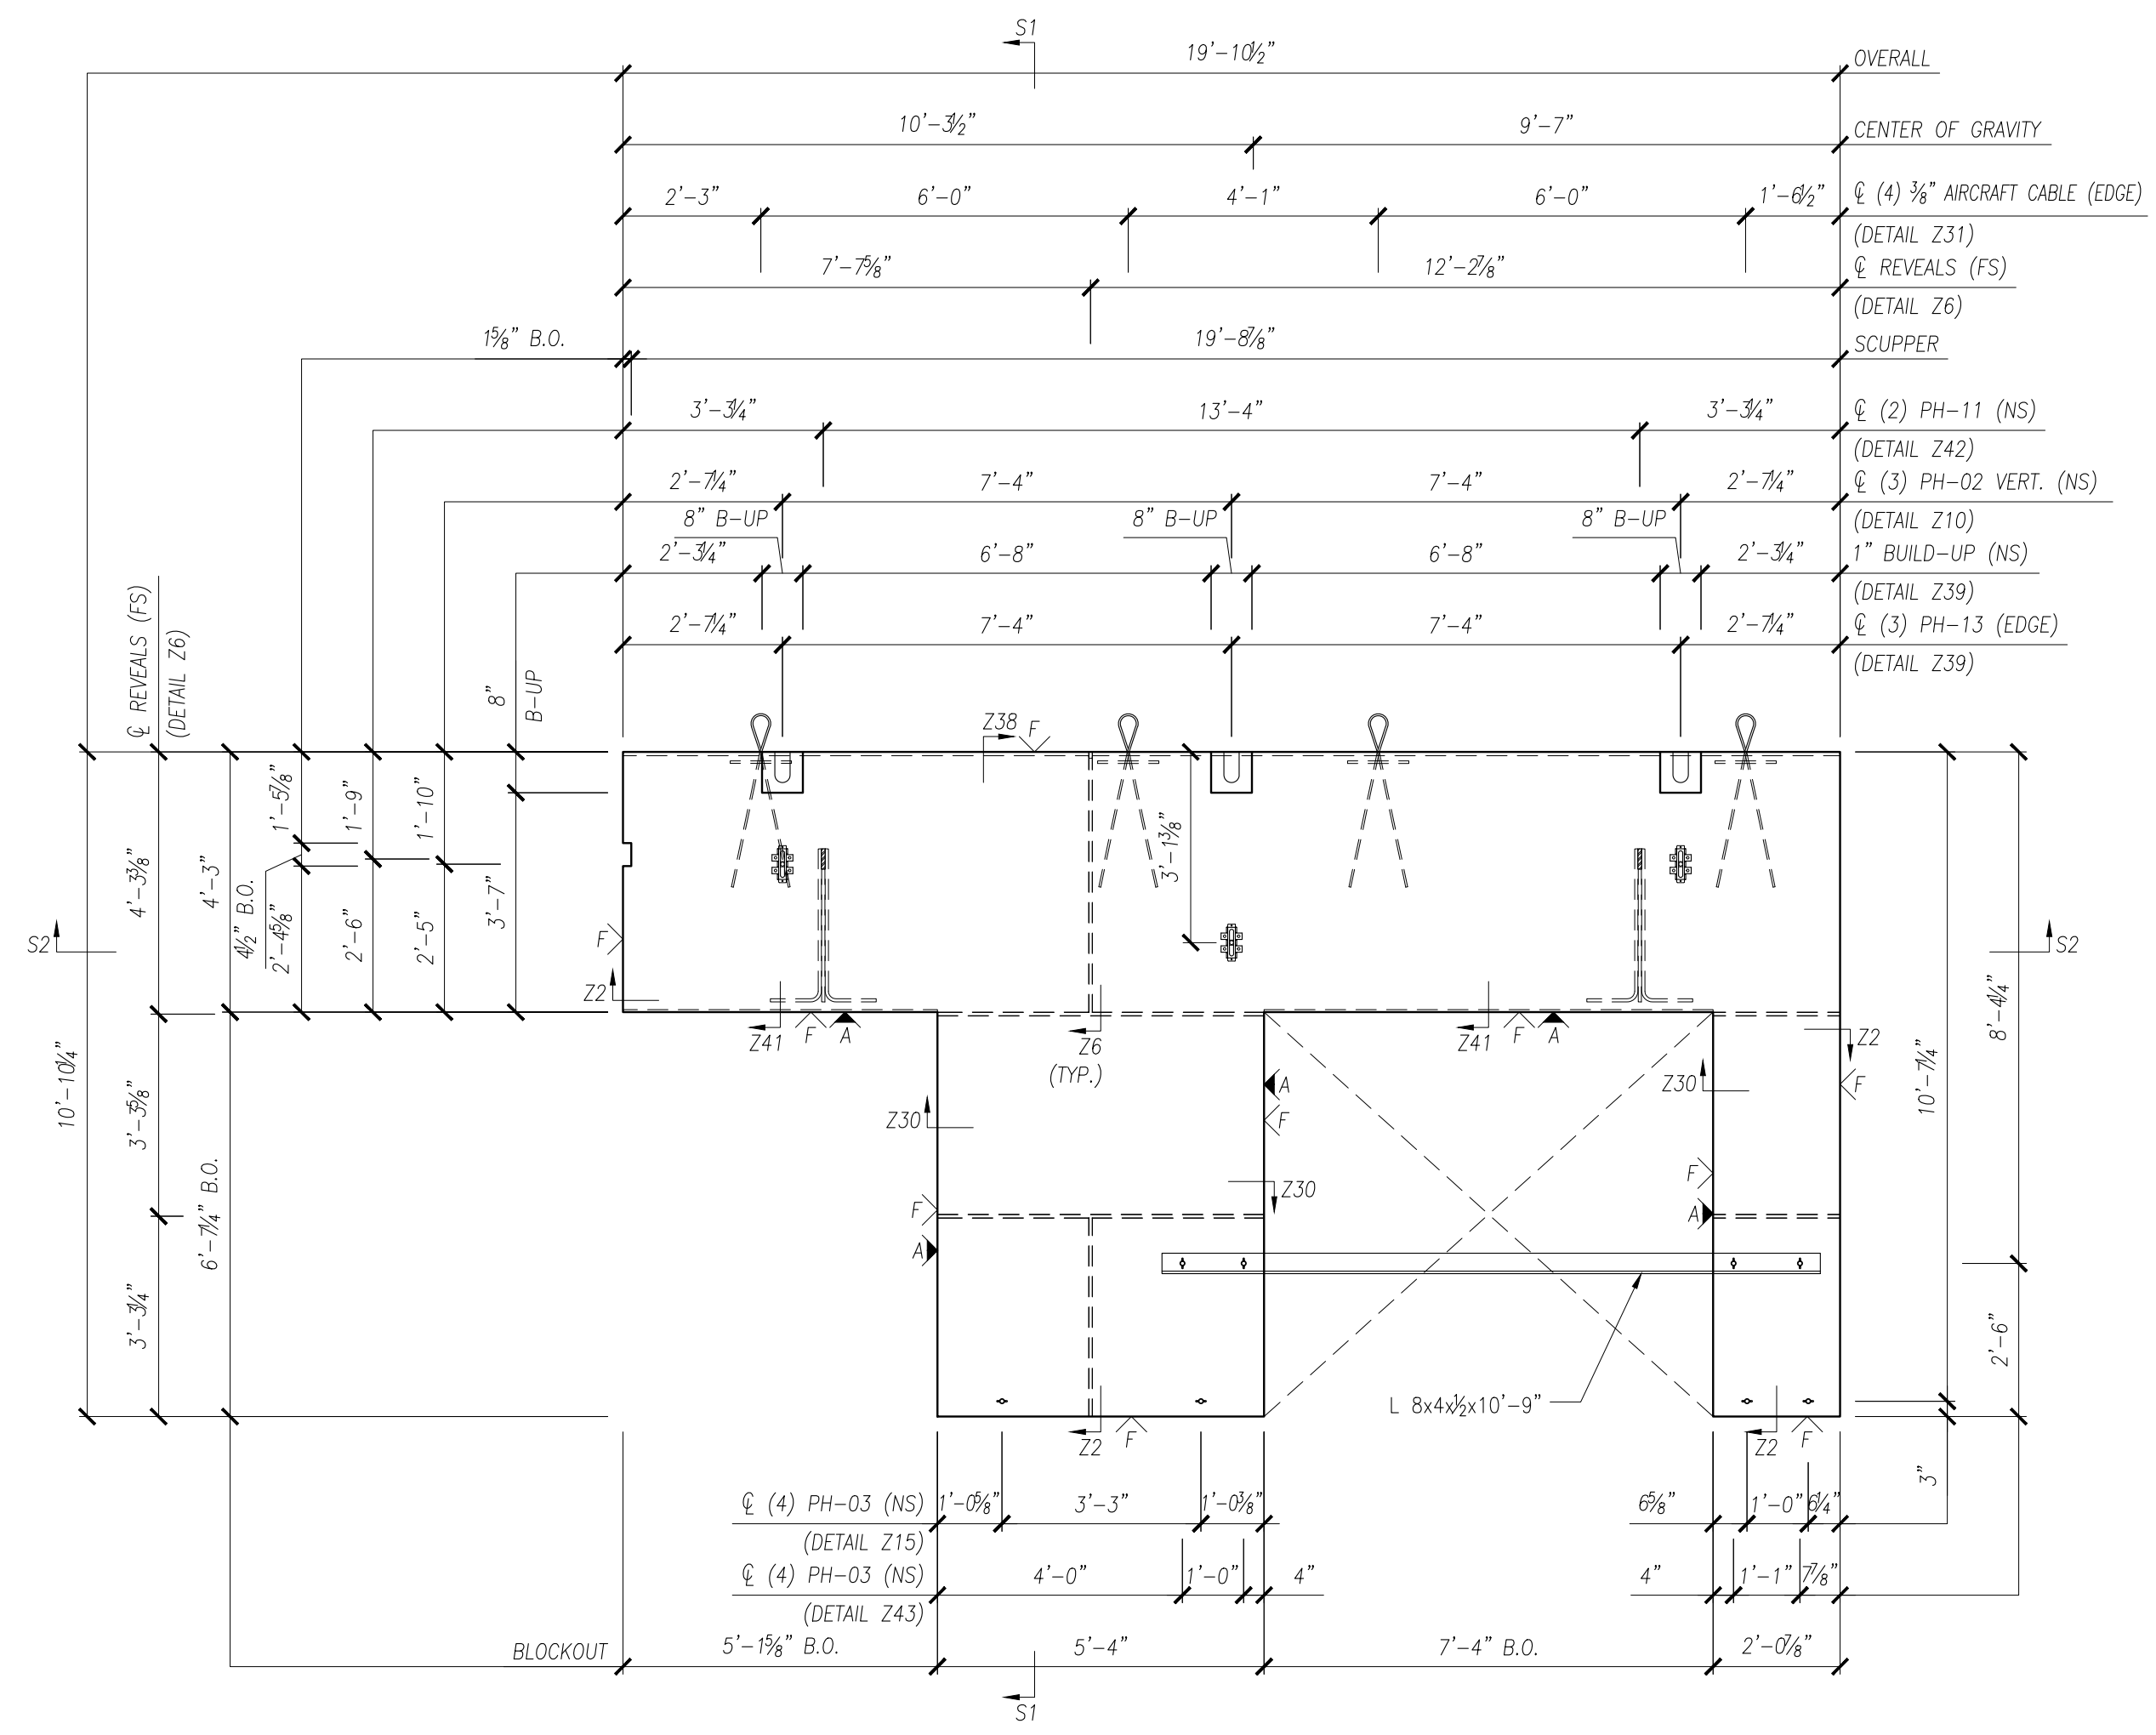 S1
19'-10½" OVERALL
10'-3½" 9'-7" CENTER OF GRAVITY
2'-3" 6'-0" 4'-1" 6'-0" 1'-6½" ℄ (4) ⅜" AIRCRAFT CABLE (EDGE)
(DETAIL Z31)
7'-7⅝" 12'-2⅞" ℄ REVEALS (FS)
(DETAIL Z6)
1⅝" B.O. 19'-8⅞" SCUPPER
3'-3¼" 13'-4" 3'-3¼" ℄ (2) PH-11 (NS)
(DETAIL Z42)
2'-7¼" 7'-4" 7'-4" 2'-7¼" ℄ (3) PH-02 VERT. (NS)
8" B-UP 8" B-UP 8" B-UP (DETAIL Z10)
2'-3¼" 6'-8" 6'-8" 2'-3¼" 1" BUILD-UP (NS)
(DETAIL Z39)
2'-7¼" 7'-4" 7'-4" 2'-7¼" ℄ (3) PH-13 (EDGE)
(DETAIL Z39)
℄ REVEALS (FS)
(DETAIL Z6)
8"
B-UP
Z38 F
10'-10¼"
4'-3⅜"
3'-3⅝"
3'-3¼"
4'-3"
6'-7¼" B.O.
1'-5⅞"
4½" B.O.
2'-4⅝"
1'-9"
2'-6"
1'-10"
2'-5"
3'-7"
3'-1⅜"
S2 F S2
Z2
Z41 F A Z6 Z41 F A Z2
(TYP.)
A Z30 F
Z30 F
Z30 F
F A
A
8'-4¼"
10'-7¼"
2'-6"
3"
L 8x4x½x10'-9"
Z2 F Z2 F
℄ (4) PH-03 (NS) 1'-0⅝" 3'-3" 1'-0⅜" 6⅝" 1'-0" 6¼"
(DETAIL Z15)
℄ (4) PH-03 (NS) 4'-0" 1'-0" 4" 4" 1'-1" 7⅞"
(DETAIL Z43)
BLOCKOUT 5'-1⅝" B.O. 5'-4" 7'-4" B.O. 2'-0⅞"
S1